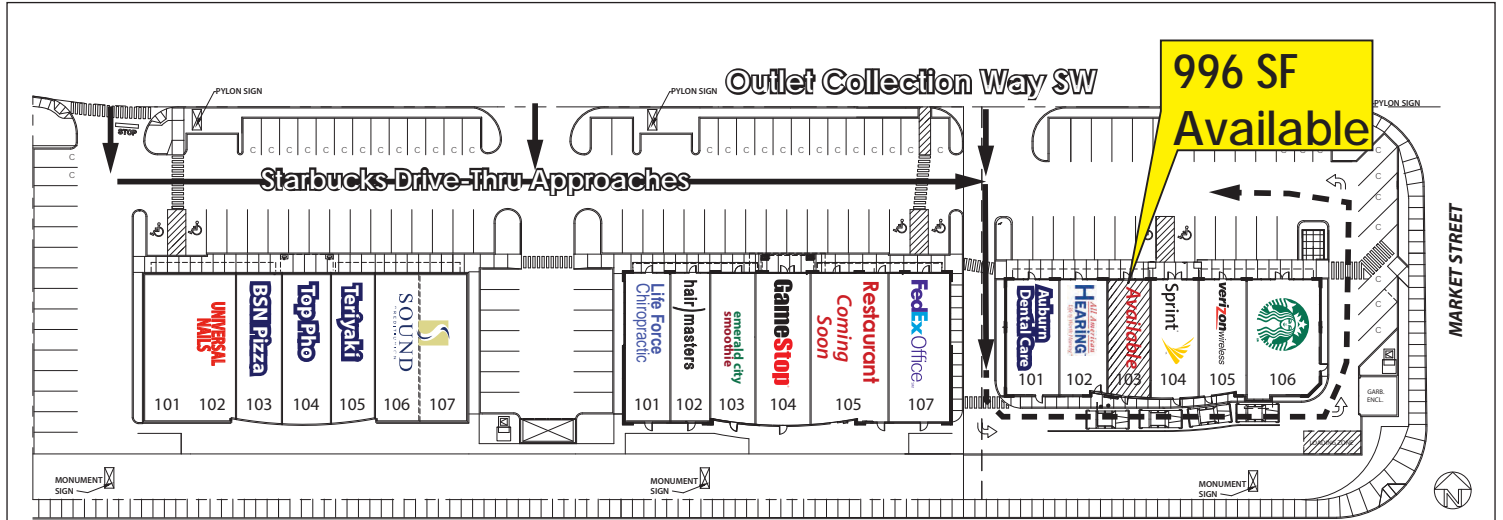 Outlet Collection Way SW
996 SF
Available
PYLON SIGN
PYLON SIGN
PYLON SIGN
STOP
C C C C C C C C C
C C C C C C C C C
Starbucks Drive-Thru Approaches
MARKET STREET
UNIVERSAL
NAILS
BSN Pizza
Top Pho
Teriyaki
S
SOUND
101
102
103
104
105
106
107
Life Force
Chiropractic
hair/masters
emerald city
smoothie
GameStop
Restaurant
Coming
Soon
FedEx Office
101
102
103
104
105
107
Auburn
Dental Care
All American
HEARING
Available
Sprint
verizon wireless
101
102
103
104
105
106
GARB.
ENCL.
LOADING ZONE
MONUMENT
SIGN
MONUMENT
SIGN
MONUMENT
SIGN
N